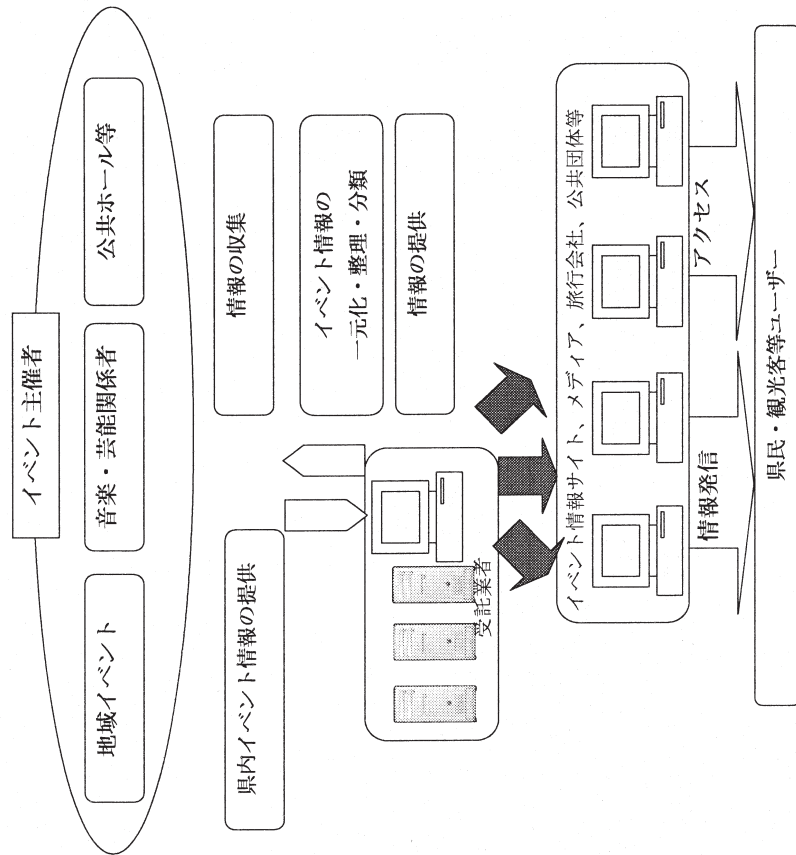 イベント主催者
地域イベント
音楽・芸能関係者
公共ホール等
県内イベント情報の提供
情報の収集
イベント情報の
一元化・整理・分類
情報の提供
受託業者
イベント情報サイト、メディア、旅行会社、公共団体等
情報発信
アクセス
県民・観光客等ユーザー